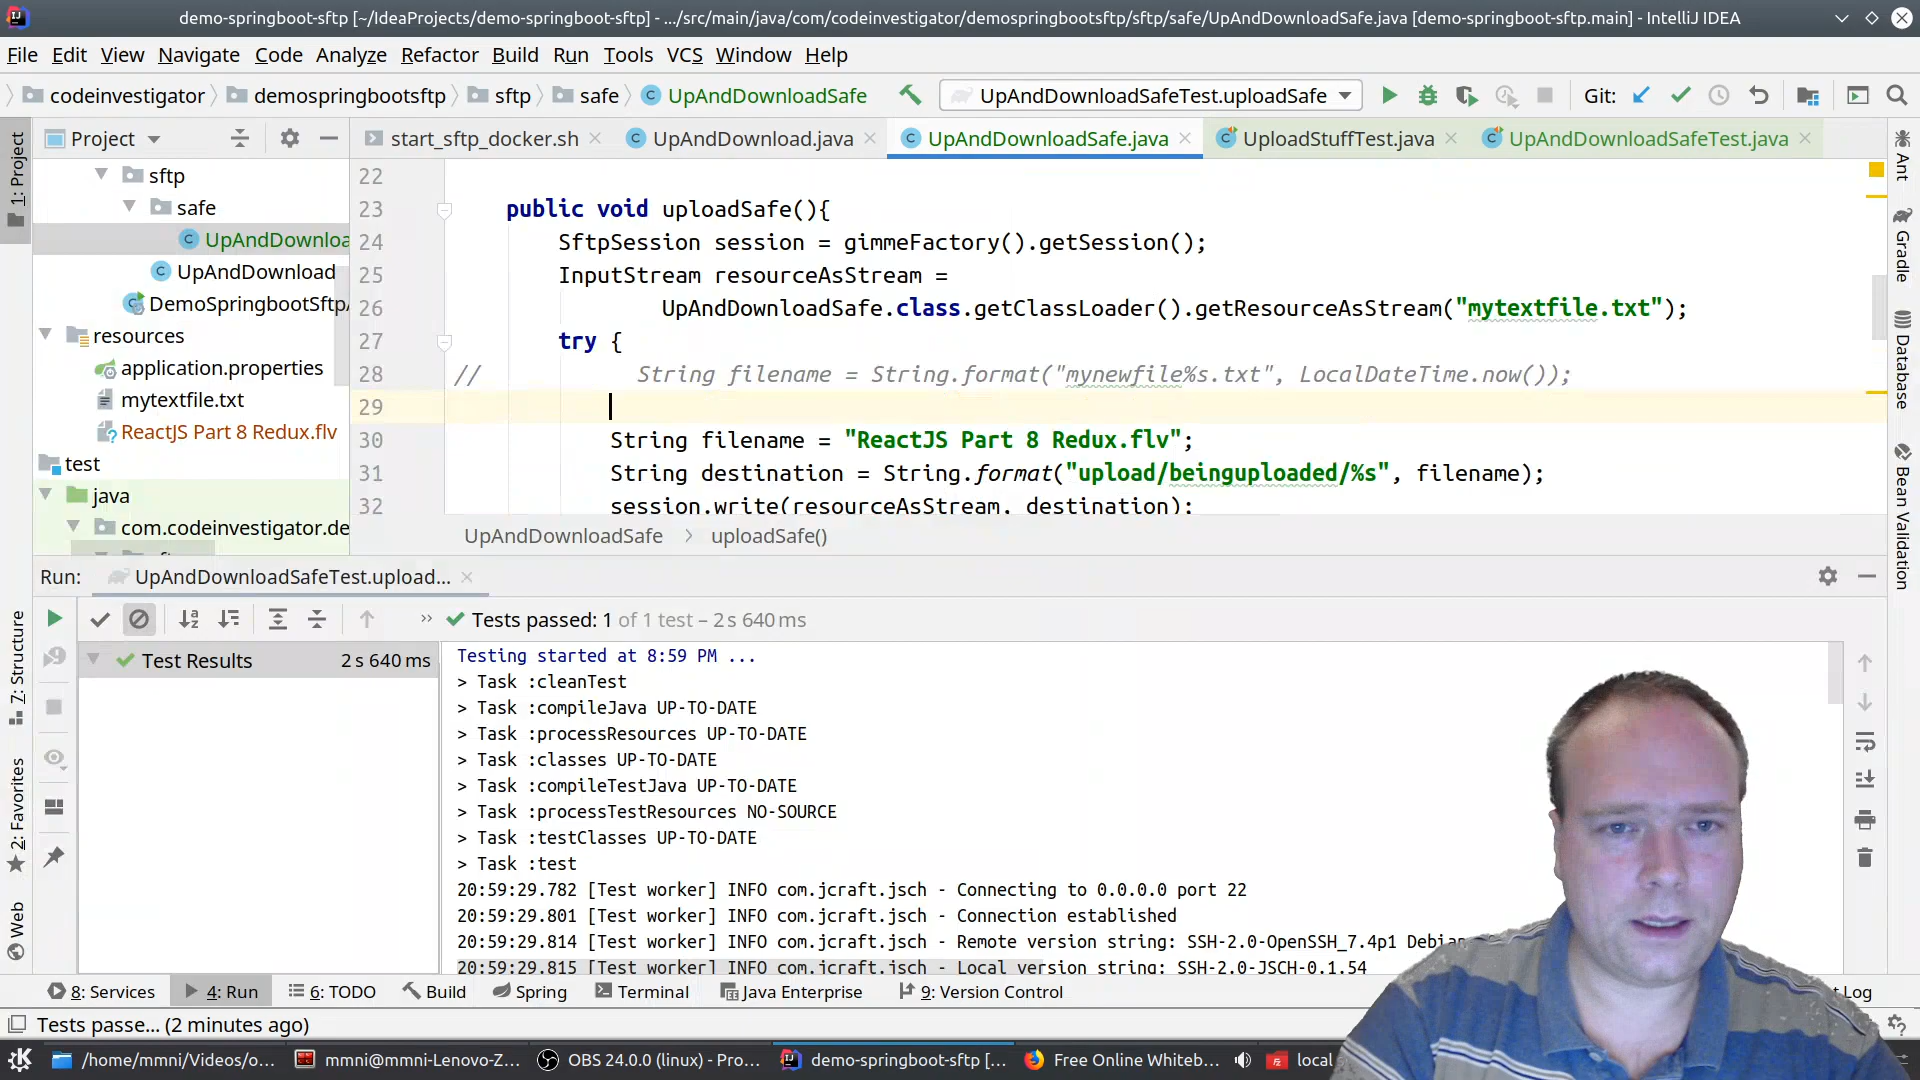 demo-springboot-sftp [~/IdeaProjects/demo-springboot-sftp] - .../src/main/java/com/codeinvestigator/demospringbootsftp/sftp/safe/UpAndDownloadSafe.java [demo-springboot-sftp.main] - IntelliJ IDEA
File Edit View Navigate Code Analyze Refactor Build Run Tools VCS Window Help
codeinvestigator demospringbootsftp sftp safe UpAndDownloadSafe UpAndDownloadSafeTest.uploadSafe Git:
Project start_sftp_docker.sh UpAndDownload.java UpAndDownloadSafe.java UploadStuffTest.java UpAndDownloadSafeTest.java
1: Project
sftp
safe
UpAndDownloa
UpAndDownload
DemoSpringbootSftp
resources
application.properties
mytextfile.txt
ReactJS Part 8 Redux.flv
test
java
com.codeinvestigator.de
22
23 public void uploadSafe(){
24 SftpSession session = gimmeFactory().getSession();
25 InputStream resourceAsStream =
26 UpAndDownloadSafe.class.getClassLoader().getResourceAsStream("mytextfile.txt");
27 try {
28 // String filename = String.format("mynewfile%s.txt", LocalDateTime.now());
29
30 String filename = "ReactJS Part 8 Redux.flv";
31 String destination = String.format("upload/beinguploaded/%s", filename);
32 session.write(resourceAsStream, destination);
UpAndDownloadSafe uploadSafe()
Ant
Gradle
Database
Bean Validation
Run: UpAndDownloadSafeTest.upload...
Tests passed: 1 of 1 test – 2 s 640 ms
Test Results 2 s 640 ms
Testing started at 8:59 PM ...
> Task :cleanTest
> Task :compileJava UP-TO-DATE
> Task :processResources UP-TO-DATE
> Task :classes UP-TO-DATE
> Task :compileTestJava UP-TO-DATE
> Task :processTestResources NO-SOURCE
> Task :testClasses UP-TO-DATE
> Task :test
20:59:29.782 [Test worker] INFO com.jcraft.jsch - Connecting to 0.0.0.0 port 22
20:59:29.801 [Test worker] INFO com.jcraft.jsch - Connection established
20:59:29.814 [Test worker] INFO com.jcraft.jsch - Remote version string: SSH-2.0-OpenSSH_7.4p1 Debia
20:59:29.815 [Test worker] INFO com.jcraft.jsch - Local version string: SSH-2.0-JSCH-0.1.54
7: Structure
2: Favorites
Web
8: Services 4: Run 6: TODO Build Spring Terminal Java Enterprise 9: Version Control t Log
Tests passe... (2 minutes ago)
/home/mmni/Videos/o... mmni@mmni-Lenovo-Z... OBS 24.0.0 (linux) - Pro... demo-springboot-sftp [... Free Online Whiteb... local